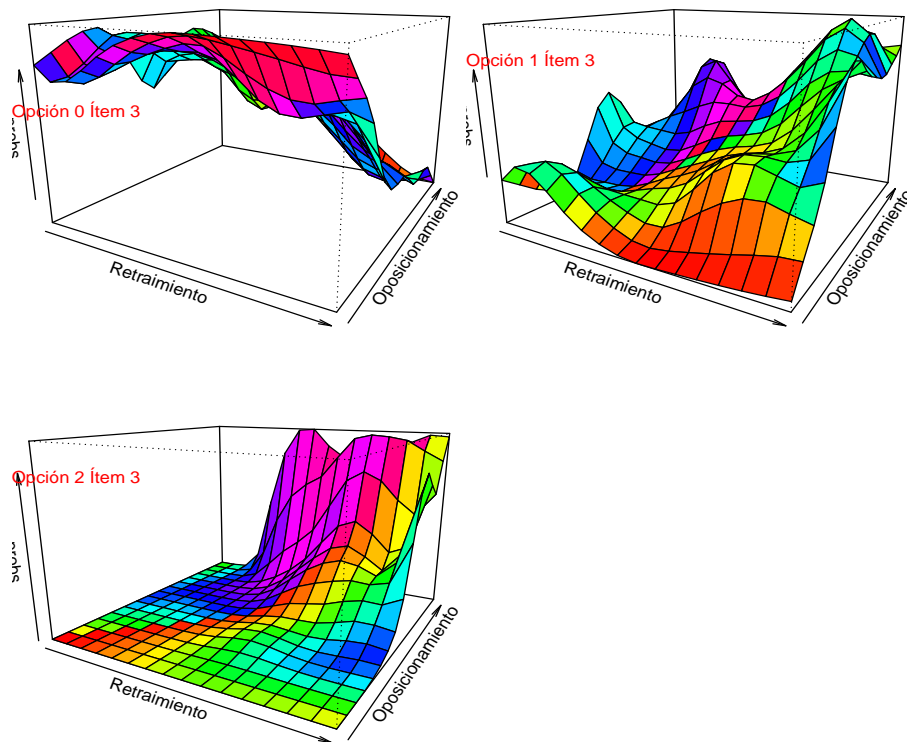 Opción 0 Ítem 3
Retraimiento
Oposicionamiento
Opción 1 Ítem 3
Retraimiento
Oposicionamiento
Opción 2 Ítem 3
Retraimiento
Oposicionamiento